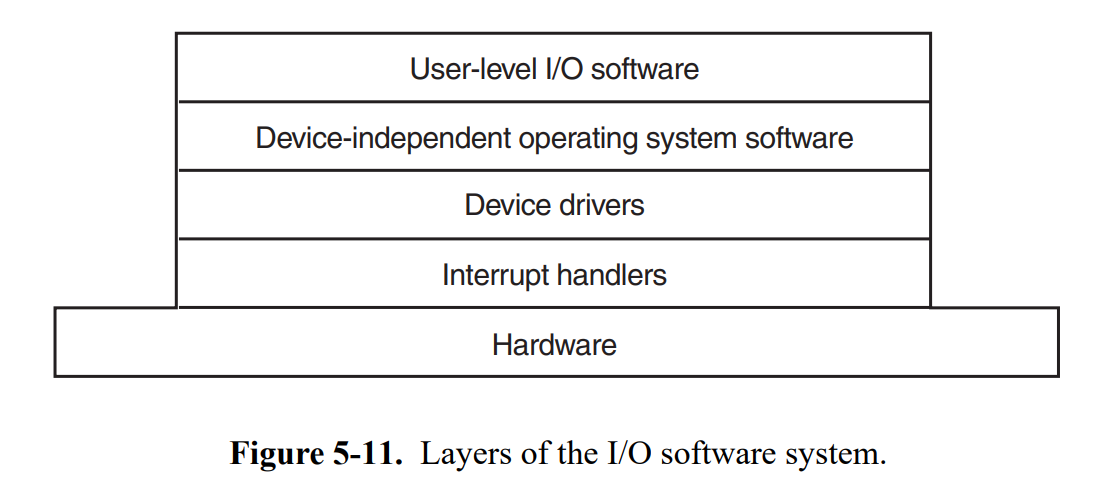 User-level I/O software
Device-independent operating system software
Device drivers
Interrupt handlers
Hardware
Figure 5-11. Layers of the I/O software system.